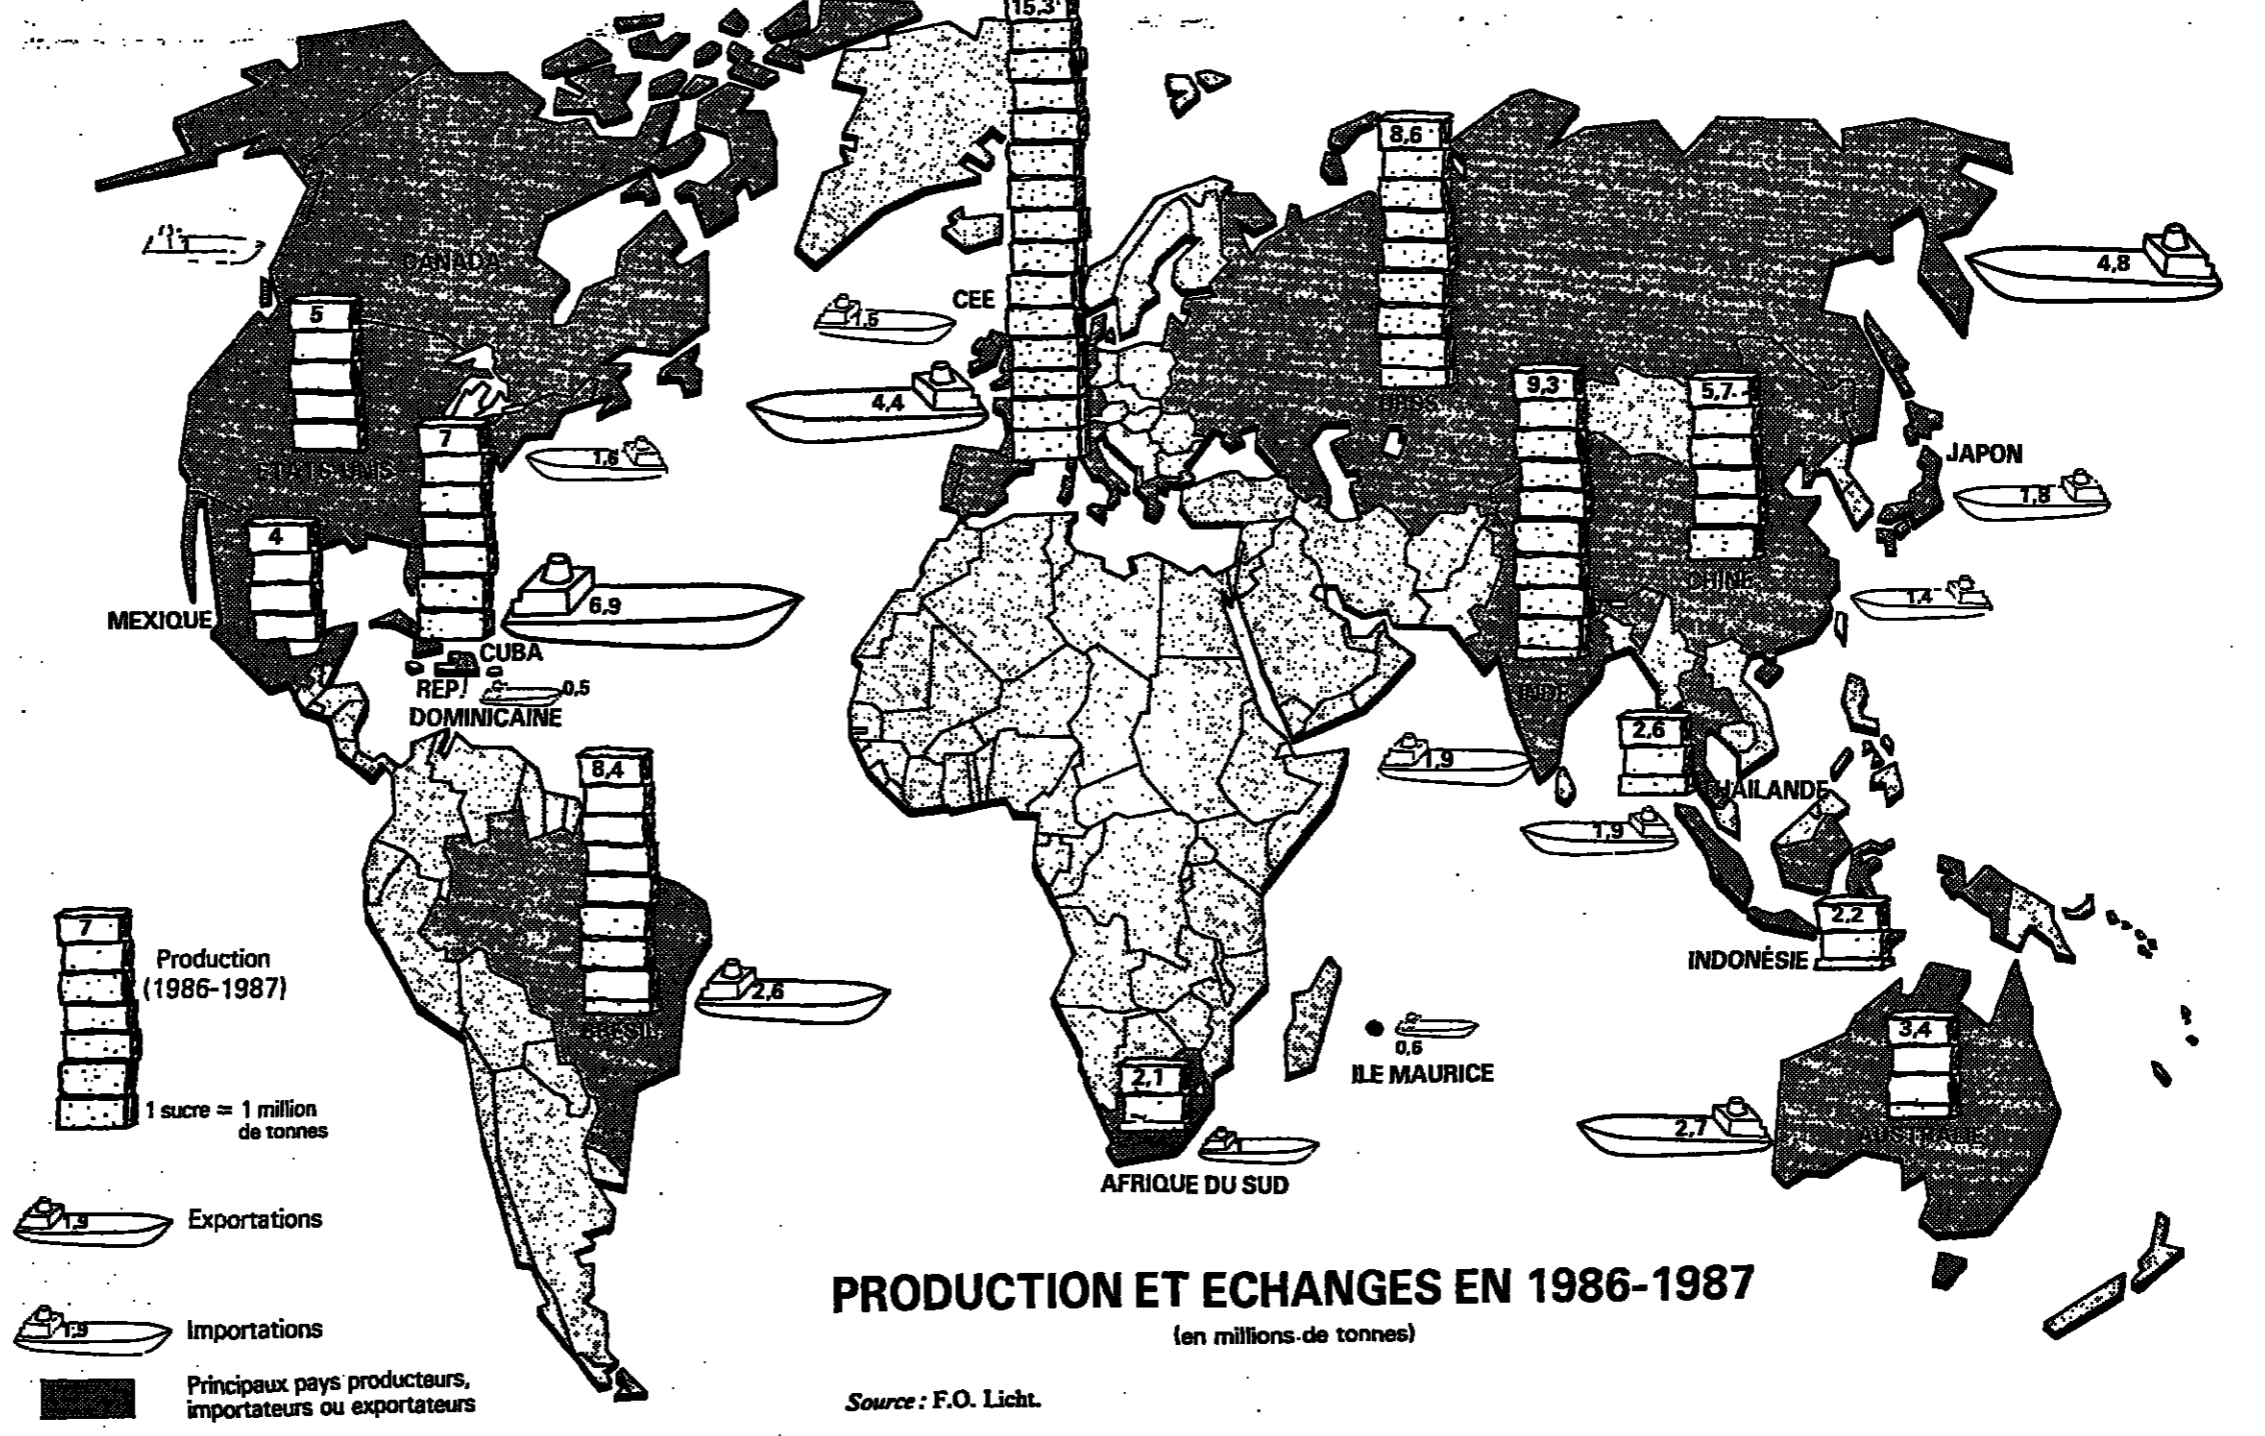 15,3
8,6
CANADA
4,8
CEE
1,5
5
4,4
9,3
5,7
URSS
7
1,6
ETATS-UNIS
JAPON
1,8
4
6,9
CHINE
1,4
MEXIQUE
CUBA
REP.
0,5
DOMINICAINE
INDE
2,6
8,4
1,9
THAILANDE
1,9
2,2
7
INDONÉSIE
Production
(1986-1987)
2,6
BRESIL
3,4
0,6
ILE MAURICE
2,1
1 sucre = 1 million
de tonnes
2,7
AUSTRALIE
AFRIQUE DU SUD
1,9
Exportations
PRODUCTION ET ECHANGES EN 1986-1987
(en millions de tonnes)
1,9
Importations
Principaux pays producteurs,
importateurs ou exportateurs
Source : F.O. Licht.